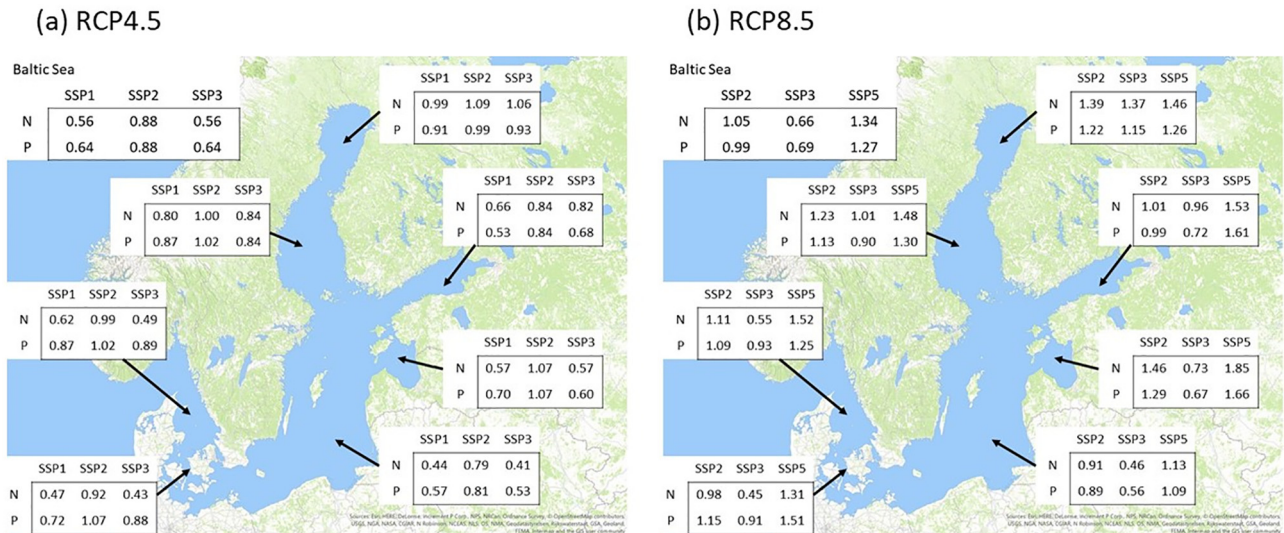 (a) RCP4.5
Baltic Sea
SSP1 SSP2 SSP3
N 0.56 0.88 0.56
P 0.64 0.88 0.64
SSP1 SSP2 SSP3
N 0.99 1.09 1.06
P 0.91 0.99 0.93
SSP1 SSP2 SSP3
N 0.80 1.00 0.84
P 0.87 1.02 0.84
SSP1 SSP2 SSP3
N 0.66 0.84 0.82
P 0.53 0.84 0.68
SSP1 SSP2 SSP3
N 0.62 0.99 0.49
P 0.87 1.02 0.89
SSP1 SSP2 SSP3
N 0.57 1.07 0.57
P 0.70 1.07 0.60
SSP1 SSP2 SSP3
N 0.44 0.79 0.41
P 0.57 0.81 0.53
SSP1 SSP2 SSP3
N 0.47 0.92 0.43
P 0.72 1.07 0.88
(b) RCP8.5
Baltic Sea
SSP2 SSP3 SSP5
N 1.05 0.66 1.34
P 0.99 0.69 1.27
SSP2 SSP3 SSP5
N 1.39 1.37 1.46
P 1.22 1.15 1.26
SSP2 SSP3 SSP5
N 1.23 1.01 1.48
P 1.13 0.90 1.30
SSP2 SSP3 SSP5
N 1.01 0.96 1.53
P 0.99 0.72 1.61
SSP2 SSP3 SSP5
N 1.11 0.55 1.52
P 1.09 0.93 1.25
SSP2 SSP3 SSP5
N 1.46 0.73 1.85
P 1.29 0.67 1.66
SSP2 SSP3 SSP5
N 0.91 0.46 1.13
P 0.89 0.56 1.09
SSP2 SSP3 SSP5
N 0.98 0.45 1.31
P 1.15 0.91 1.51